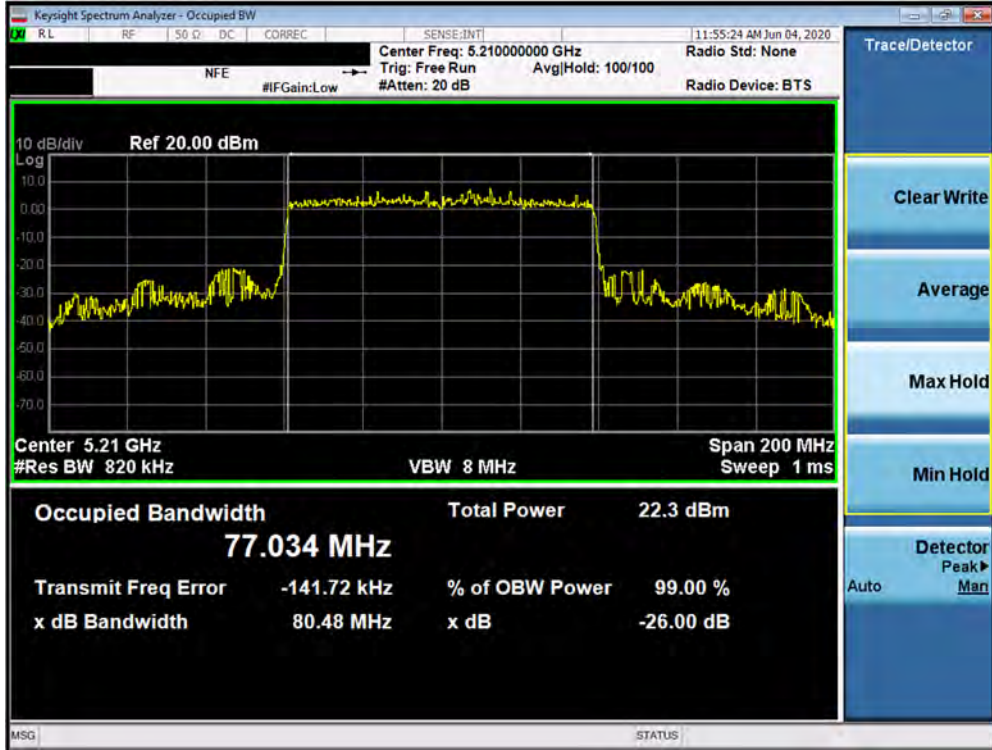 Keysight Spectrum Analyzer - Occupied BW
LXI RL RF 50 Ω DC CORREC SENSE:INT 11:55:24 AM Jun 04, 2020
Center Freq: 5.210000000 GHz Radio Std: None
NFE Trig: Free Run Avg|Hold: 100/100
#IFGain:Low #Atten: 20 dB Radio Device: BTS
10 dB/div Ref 20.00 dBm
Log
10.0
0.00
-10.0
-20.0
-30.0
-40.0
-50.0
-60.0
-70.0
Center 5.21 GHz Span 200 MHz
#Res BW 820 kHz VBW 8 MHz Sweep 1 ms
Occupied Bandwidth Total Power 22.3 dBm
77.034 MHz
Transmit Freq Error -141.72 kHz % of OBW Power 99.00 %
x dB Bandwidth 80.48 MHz x dB -26.00 dB
Trace/Detector
Clear Write
Average
Max Hold
Min Hold
Detector
Peak▶
Auto Man
MSG STATUS